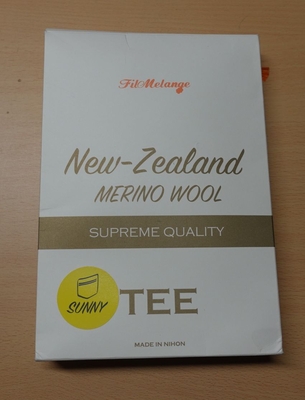 FilMelange
New-Zealand
MERINO WOOL
SUPREME QUALITY
SUNNY
TEE
MADE IN NIHON